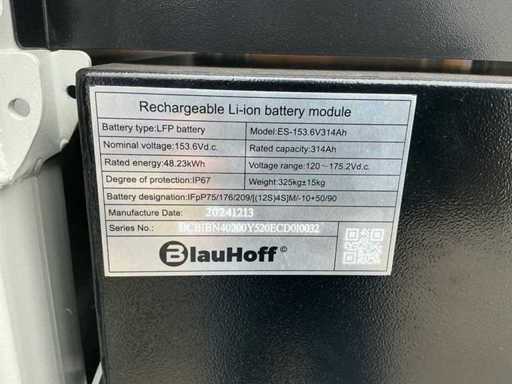 Rechargeable Li-ion battery module
Battery type:LFP battery Model:ES-153.6V314Ah
Nominal voltage:153.6Vd.c. Rated capacity:314Ah
Rated energy:48.23kWh Voltage range:120~175.2Vd.c.
Degree of protection:IP67 Weight:325kg±15kg
Battery designation:IFpP75/176/209/[(12S)4S]M/-10+50/90
Manufacture Date: 20241213
Series No.:
BlauHoff©